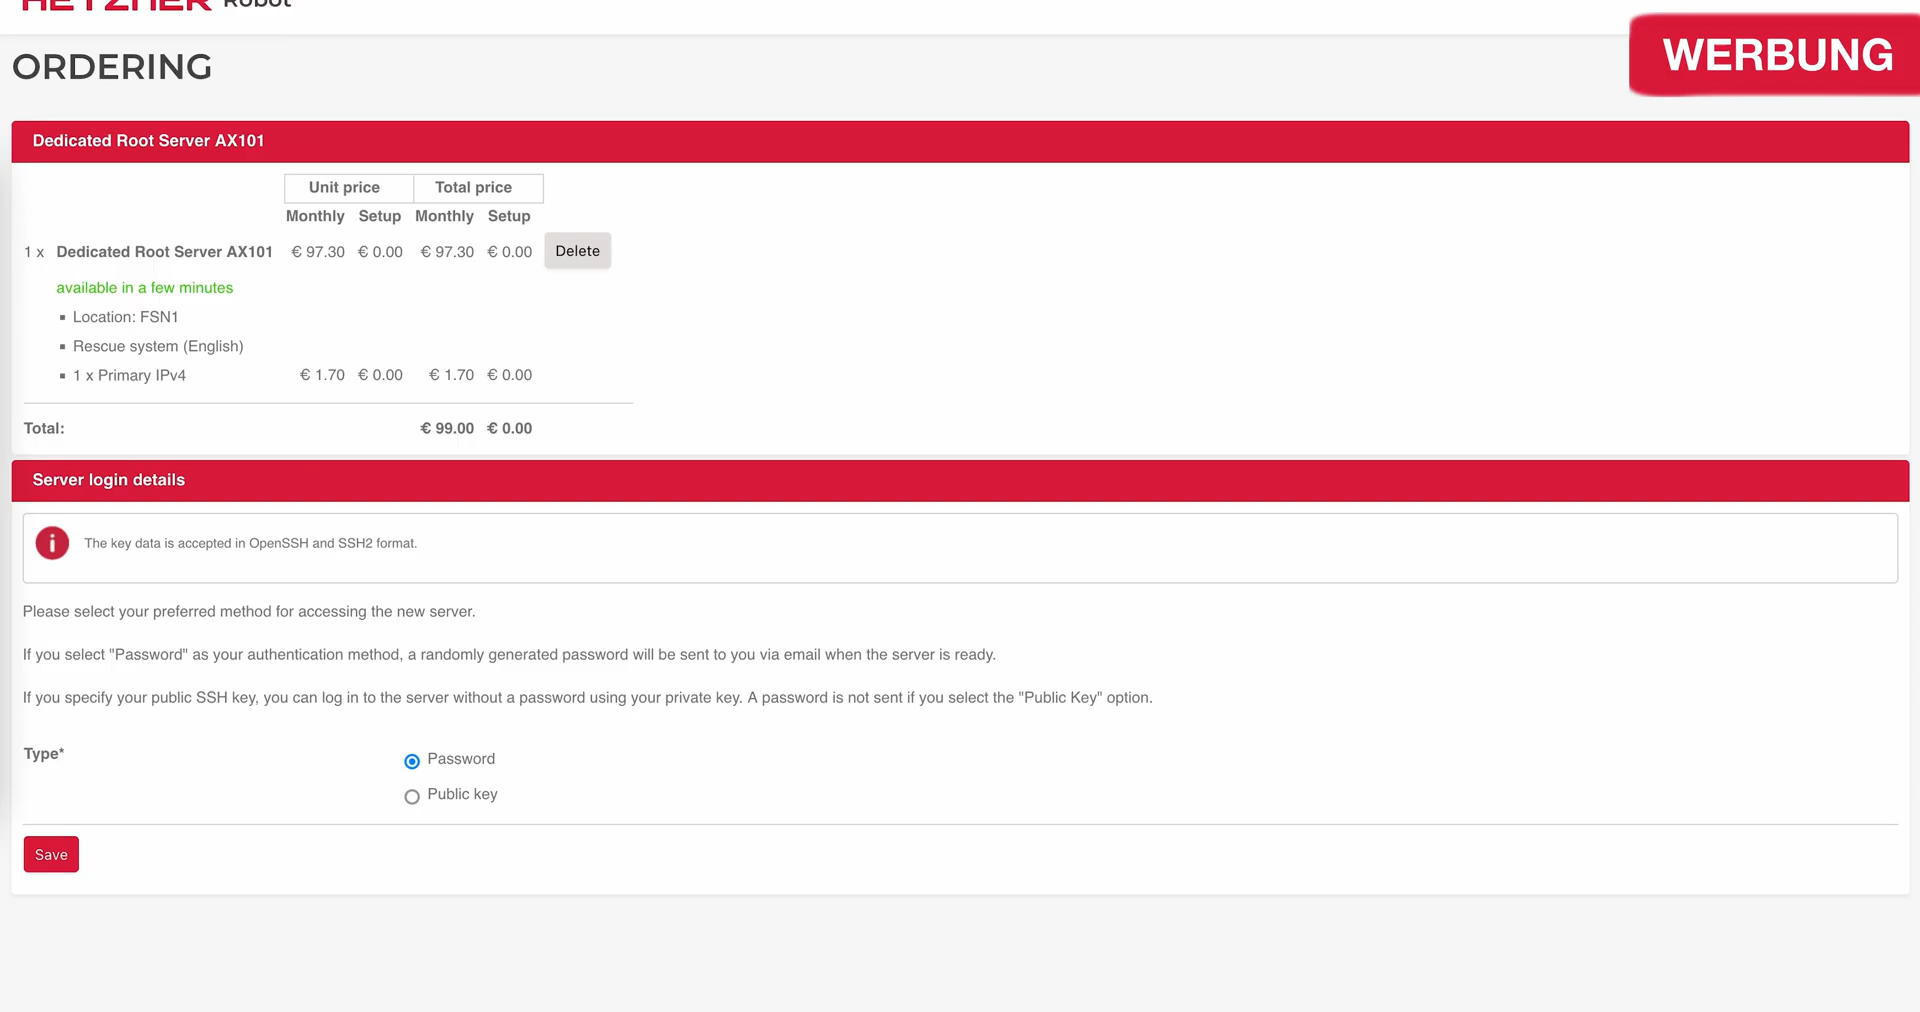 HETZNER Robot
WERBUNG
ORDERING
Dedicated Root Server AX101
Unit price Total price
Monthly Setup Monthly Setup
1 x Dedicated Root Server AX101 € 97.30 € 0.00 € 97.30 € 0.00 Delete
available in a few minutes
▪ Location: FSN1
▪ Rescue system (English)
▪ 1 x Primary IPv4 € 1.70 € 0.00 € 1.70 € 0.00
Total: € 99.00 € 0.00
Server login details
i The key data is accepted in OpenSSH and SSH2 format.
Please select your preferred method for accessing the new server.
If you select "Password" as your authentication method, a randomly generated password will be sent to you via email when the server is ready.
If you specify your public SSH key, you can log in to the server without a password using your private key. A password is not sent if you select the "Public Key" option.
Type* Password
Public key
Save